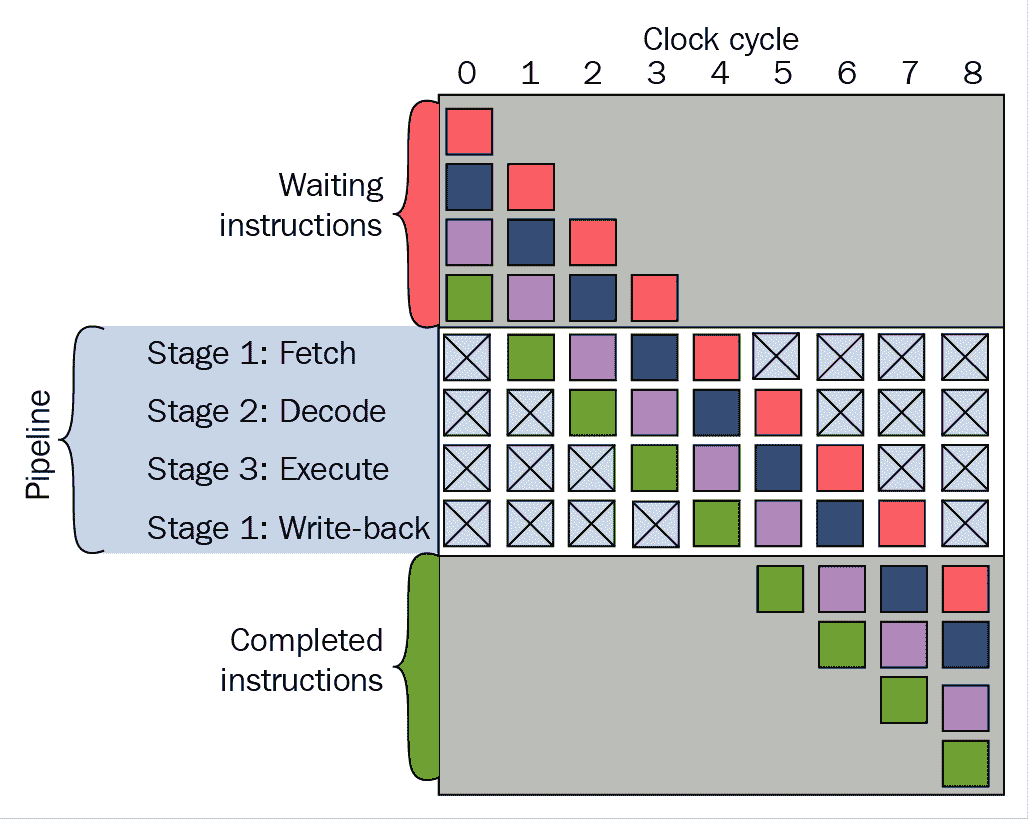 Clock cycle
0 1 2 3 4 5 6 7 8
Waiting
instructions
Pipeline
Stage 1: Fetch
Stage 2: Decode
Stage 3: Execute
Stage 1: Write-back
Completed
instructions